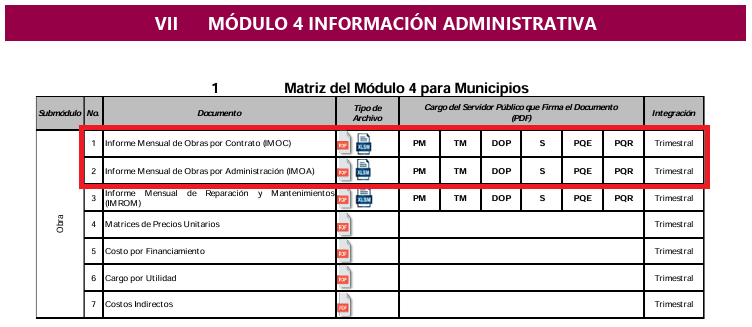 VII MÓDULO 4 INFORMACIÓN ADMINISTRATIVA
1 Matriz del Módulo 4 para Municipios
Submódulo No. Documento Tipo de Archivo Cargo del Servidor Público que Firma el Documento (PDF) Integración
Obra
1 Informe Mensual de Obras por Contrato (IMOC) PDF XLSM PM TM DOP S PQE PQR Trimestral
2 Informe Mensual de Obras por Administración (IMOA) PDF XLSM PM TM DOP S PQE PQR Trimestral
3 Informe Mensual de Reparación y Mantenimientos (IMROM) PDF XLSM PM TM DOP S PQE PQR Trimestral
4 Matrices de Precios Unitarios PDF Trimestral
5 Costo por Financiamiento PDF Trimestral
6 Cargo por Utilidad PDF Trimestral
7 Costos Indirectos PDF Trimestral